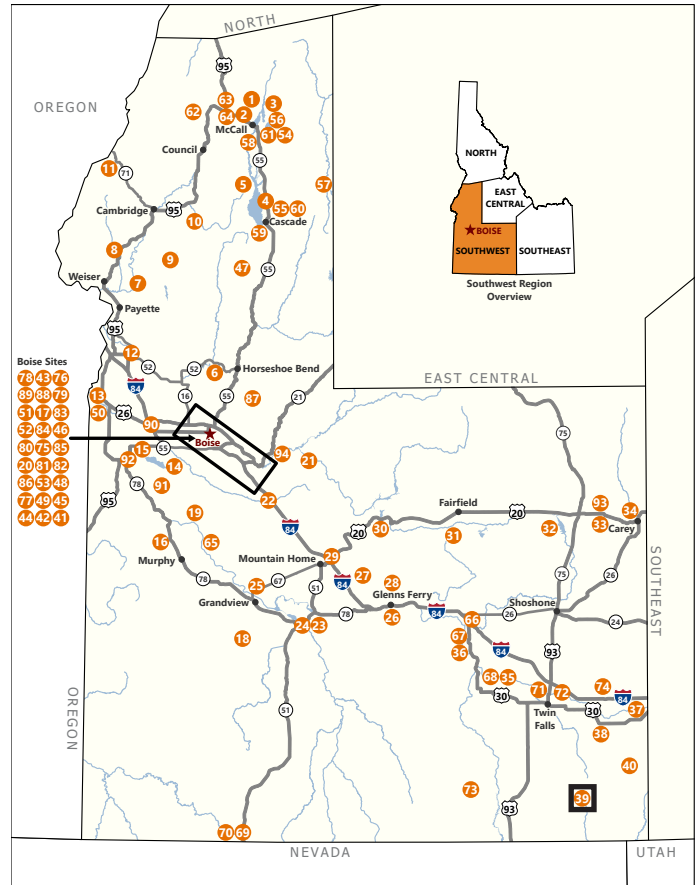 NORTH
95
OREGON
63
1
3
62
64
2
56
McCall
61
54
58
Council
55
11
71
5
57
4
Cambridge
95
55
60
10
Cascade
59
8
9
47
55
Weiser
7
Payette
95
12
52
52
6
Horseshoe Bend
84
16
55
87
21
EAST CENTRAL
Boise Sites
78 43 76
89 88 79
51 17 83
52 84 46
80 75 85
20 81 82
86 53 48
77 49 45
44 42 41
13
50
26
90
Boise
15
55
92
14
94
21
78
91
95
22
19
84
16
65
Murphy
Mountain Home
29
20
30
Fairfield
20
31
32
75
93
34
33
Carey
78
67
25
Grandview
51
84
27
28
Glenns Ferry
26
78
84
66
26
Shoshone
75
26
24
24
23
18
67
36
84
93
68
35
30
71
72
74
84
37
30
Twin
Falls
38
51
40
73
39
93
70
69
OREGON
SOUTHEAST
NEVADA
UTAH
NORTH
EAST
CENTRAL
BOISE
SOUTHWEST
SOUTHEAST
Southwest Region
Overview